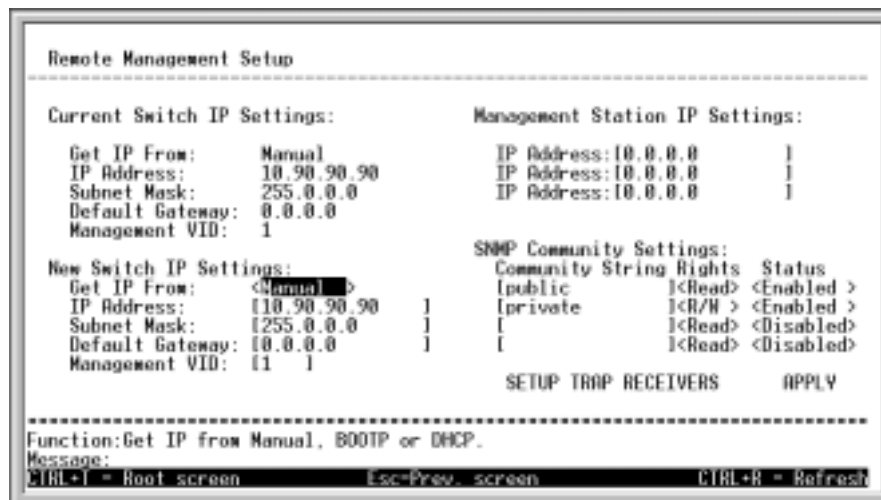 Remote Management Setup
Current Switch IP Settings:
Get IP From: Manual
IP Address: 10.90.90.90
Subnet Mask: 255.0.0.0
Default Gateway: 0.0.0.0
Management VID: 1
Management Station IP Settings:
IP Address:[0.0.0.0 ]
IP Address:[0.0.0.0 ]
IP Address:[0.0.0.0 ]
New Switch IP Settings:
Get IP From: <Manual >
IP Address: [10.90.90.90 ]
Subnet Mask: [255.0.0.0 ]
Default Gateway: [0.0.0.0 ]
Management VID: [1 ]
SNMP Community Settings:
Community String Rights Status
[public ]<Read> <Enabled >
[private ]<R/W > <Enabled >
[ ]<Read> <Disabled>
[ ]<Read> <Disabled>
SETUP TRAP RECEIVERS APPLY
Function:Get IP from Manual, BOOTP or DHCP.
Message:
CTRL+T = Root screen Esc=Prev. screen CTRL+R = Refresh